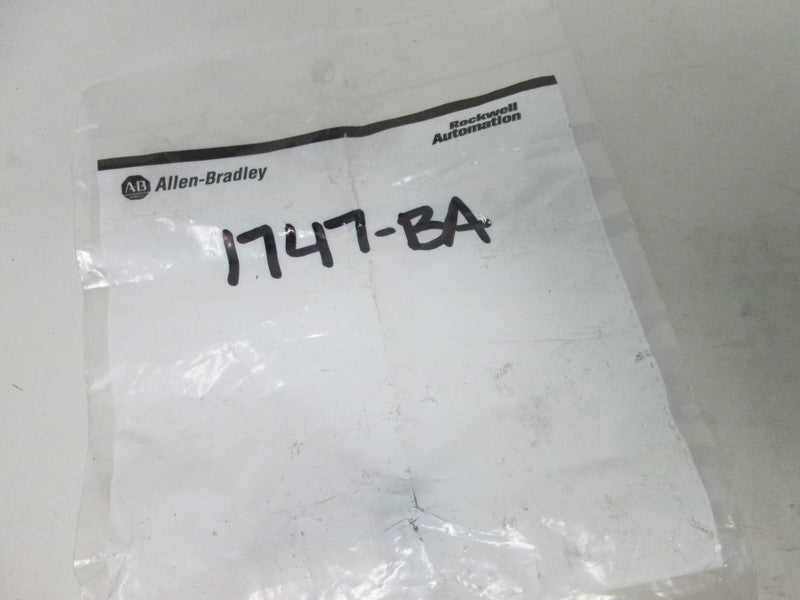 Rockwell
Automation
AB Allen-Bradley
1747-BA